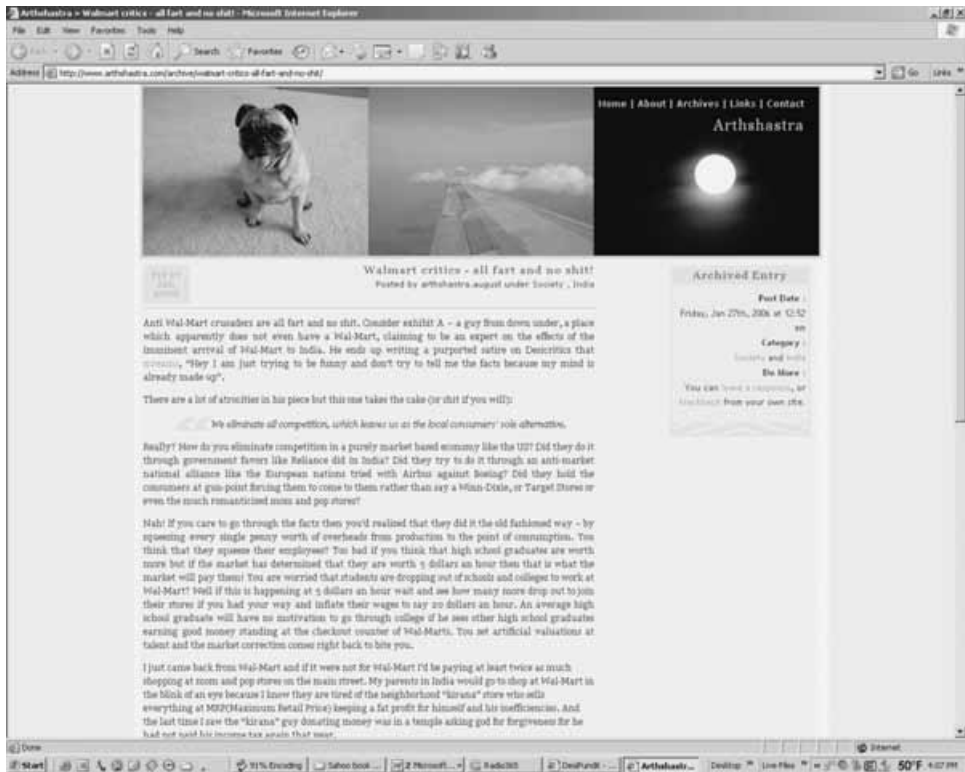 Arthshastra > Walmart critics - all fart and no shit! - Microsoft Internet Explorer
File Edit View Favorites Tools Help
Search Favorites
Address http://www.arthshastra.com/archive/walmart-critics-all-fart-and-no-shit/ Go Links
Home | About | Archives | Links | Contact
Arthshastra
Walmart critics - all fart and no shit!
Posted by arthshastra.august under Society , India
Anti Wal-Mart crusaders are all fart and no shit. Consider exhibit A – a guy from down under, a place
which apparently does not even have a Wal-Mart, claiming to be an expert on the effects of the
imminent arrival of Wal-Mart to India. He ends up writing a purported satire on Desicritics that
screams, “Hey I am just trying to be funny and don’t try to tell me the facts because my mind is
already made up”.
There are a lot of atrocities in his piece but this one takes the cake (or shit if you will):
We eliminate all competition, which leaves us as the local consumers’ sole alternative.
Really? How do you eliminate competition in a purely market based economy like the US? Did they do it
through government favors like Reliance did in India? Did they try to do it through an anti-market
national alliance like the European nations tried with Airbus against Boeing? Did they hold the
consumers at gun-point forcing them to come to them rather than say a Winn-Dixie, or Target Stores or
even the much romanticized mom and pop stores?
Nah! If you care to go through the facts then you’d realized that they did it the old fashioned way – by
squeezing every single penny worth of overheads from production to the point of consumption. You
think that they squeeze their employees? Too bad if you think that high school graduates are worth
more but if the market has determined that they are worth 5 dollars an hour then that is what the
market will pay them! You are worried that students are dropping out of schools and colleges to work at
Wal-Mart? Well if this is happening at 5 dollars an hour wait and see how many more drop out to join
their stores if you had your way and inflate their wages to say 20 dollars an hour. An average high
school graduate will have no motivation to go through college if he sees other high school graduates
earning good money standing at the checkout counter of Wal-Marts. You set artificial valuations at
talent and the market correction comes right back to bite you.
I just came back from Wal-Mart and if it were not for Wal-Mart I’d be paying at least twice as much
shopping at mom and pop stores on the main street. My parents in India would go to shop at Wal-Mart in
the blink of an eye because I know they are tired of the neighborhood “kirana” store who sells
everything at MRP(Maximum Retail Price) keeping a fat profit for himself and his inefficiencies. And
the last time I saw the “kirana” guy donating money was in a temple asking god for forgiveness for he
had not paid his income tax again that year.
Archived Entry
Post Date :
Friday, Jan 27th, 2006 at 12:52
Category :
Society and India
Do More :
You can leave a response, or
trackback from your own site.
Done Internet
Start 91% Encoding Yahoo book ... 2 Microsoft... Radio365 DesiPundit - ... Arthshastr... Desktop Live Files 50°F 4:07 PM